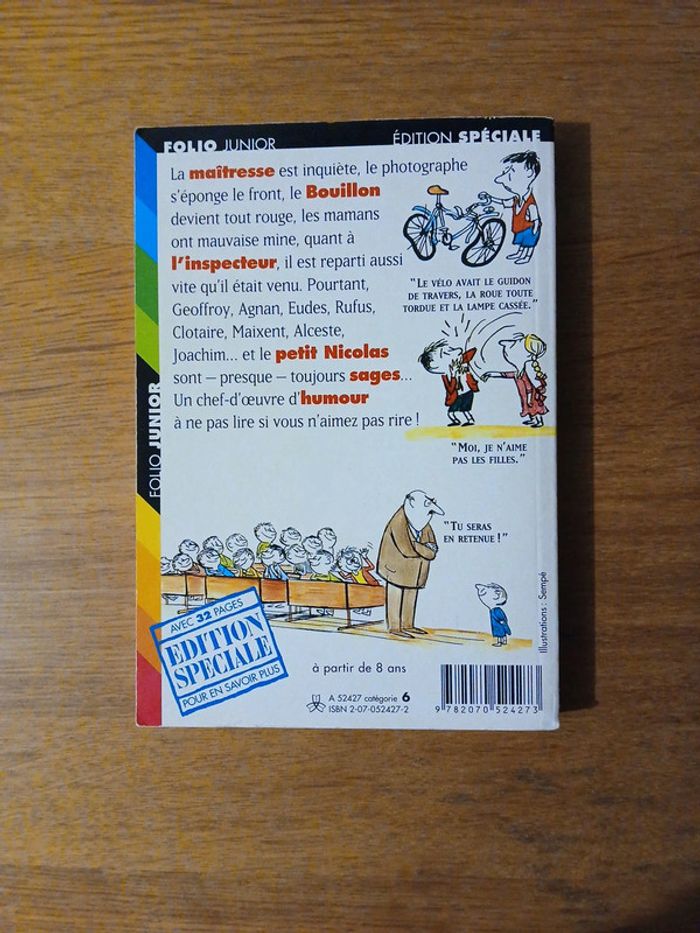 FOLIO JUNIOR
ÉDITION SPÉCIALE
La maîtresse est inquiète, le photographe
s'éponge le front, le Bouillon
devient tout rouge, les mamans
ont mauvaise mine, quant à
l'inspecteur, il est reparti aussi
vite qu'il était venu. Pourtant,
Geoffroy, Agnan, Eudes, Rufus,
Clotaire, Maixent, Alceste,
Joachim... et le petit Nicolas
sont – presque – toujours sages...
Un chef-d'œuvre d'humour
à ne pas lire si vous n'aimez pas rire !
"LE VÉLO AVAIT LE GUIDON
DE TRAVERS, LA ROUE TOUTE
TORDUE ET LA LAMPE CASSÉE."
"MOI, JE N'AIME
PAS LES FILLES."
"TU SERAS
EN RETENUE !"
FOLIO JUNIOR
Illustrations : Sempé
AVEC 32 PAGES
EDITION
SPÉCIALE
POUR EN SAVOIR PLUS
à partir de 8 ans
A 52427 catégorie 6
ISBN 2-07-052427-2
9 782070 524273